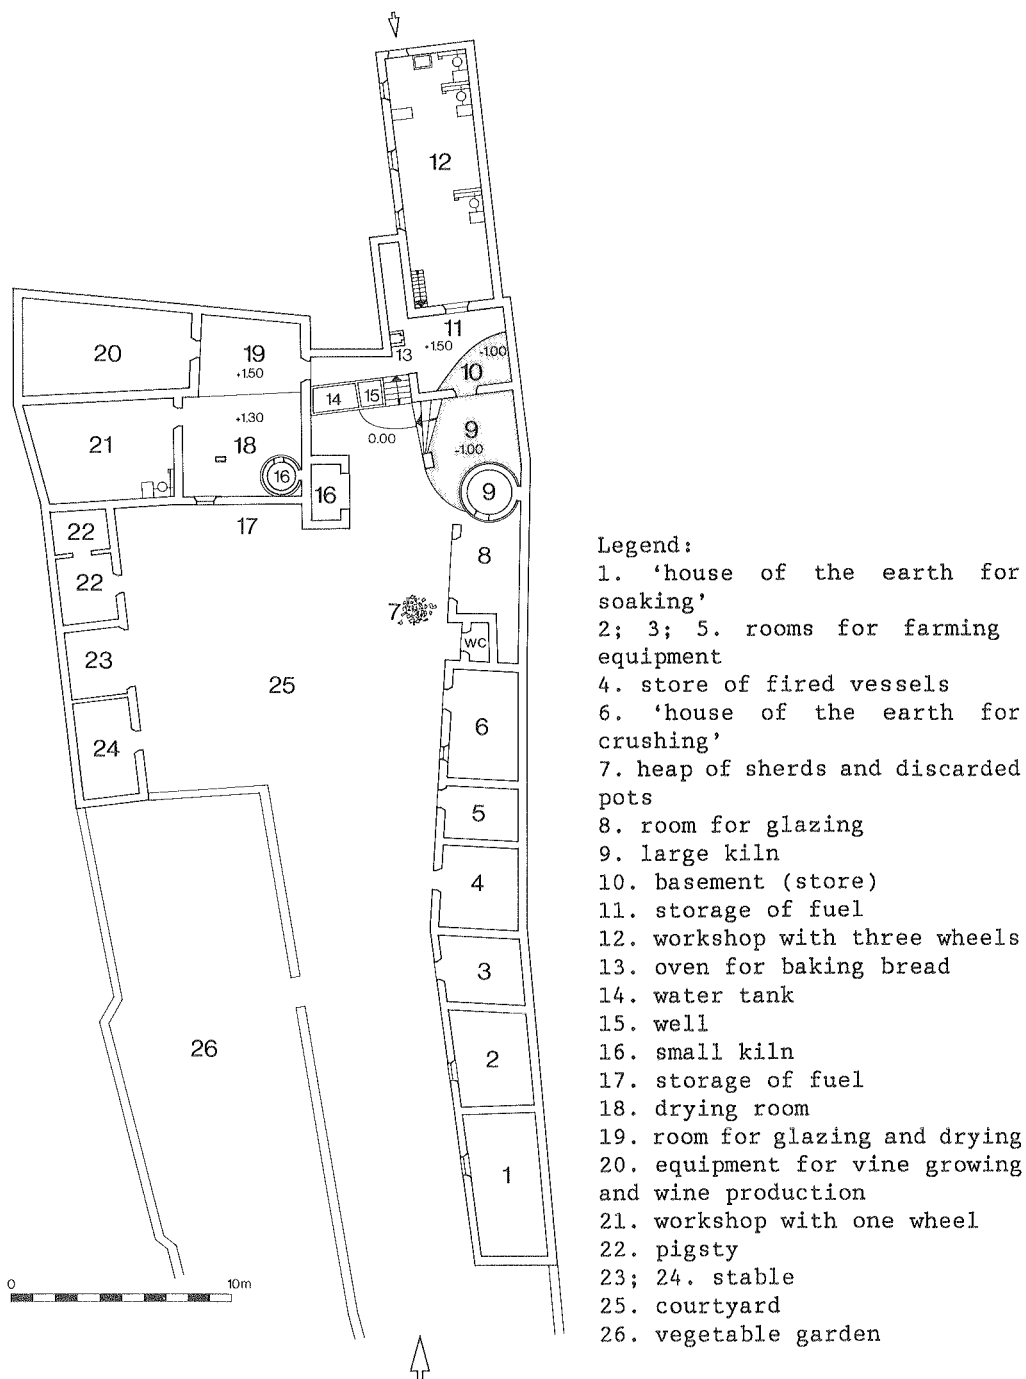 12
11
+1.50
13
-1.00
10
20
19
+1.50
14
15
0.00
+1.30
21
18
16
16
9
-1.00
9
17
22
8
22
7
WC
23
25
6
24
5
4
3
26
2
1
0
10m
Legend:
1. ‘house of the earth for
soaking’
2; 3; 5. rooms for farming
equipment
4. store of fired vessels
6. ‘house of the earth for
crushing’
7. heap of sherds and discarded
pots
8. room for glazing
9. large kiln
10. basement (store)
11. storage of fuel
12. workshop with three wheels
13. oven for baking bread
14. water tank
15. well
16. small kiln
17. storage of fuel
18. drying room
19. room for glazing and drying
20. equipment for vine growing
and wine production
21. workshop with one wheel
22. pigsty
23; 24. stable
25. courtyard
26. vegetable garden